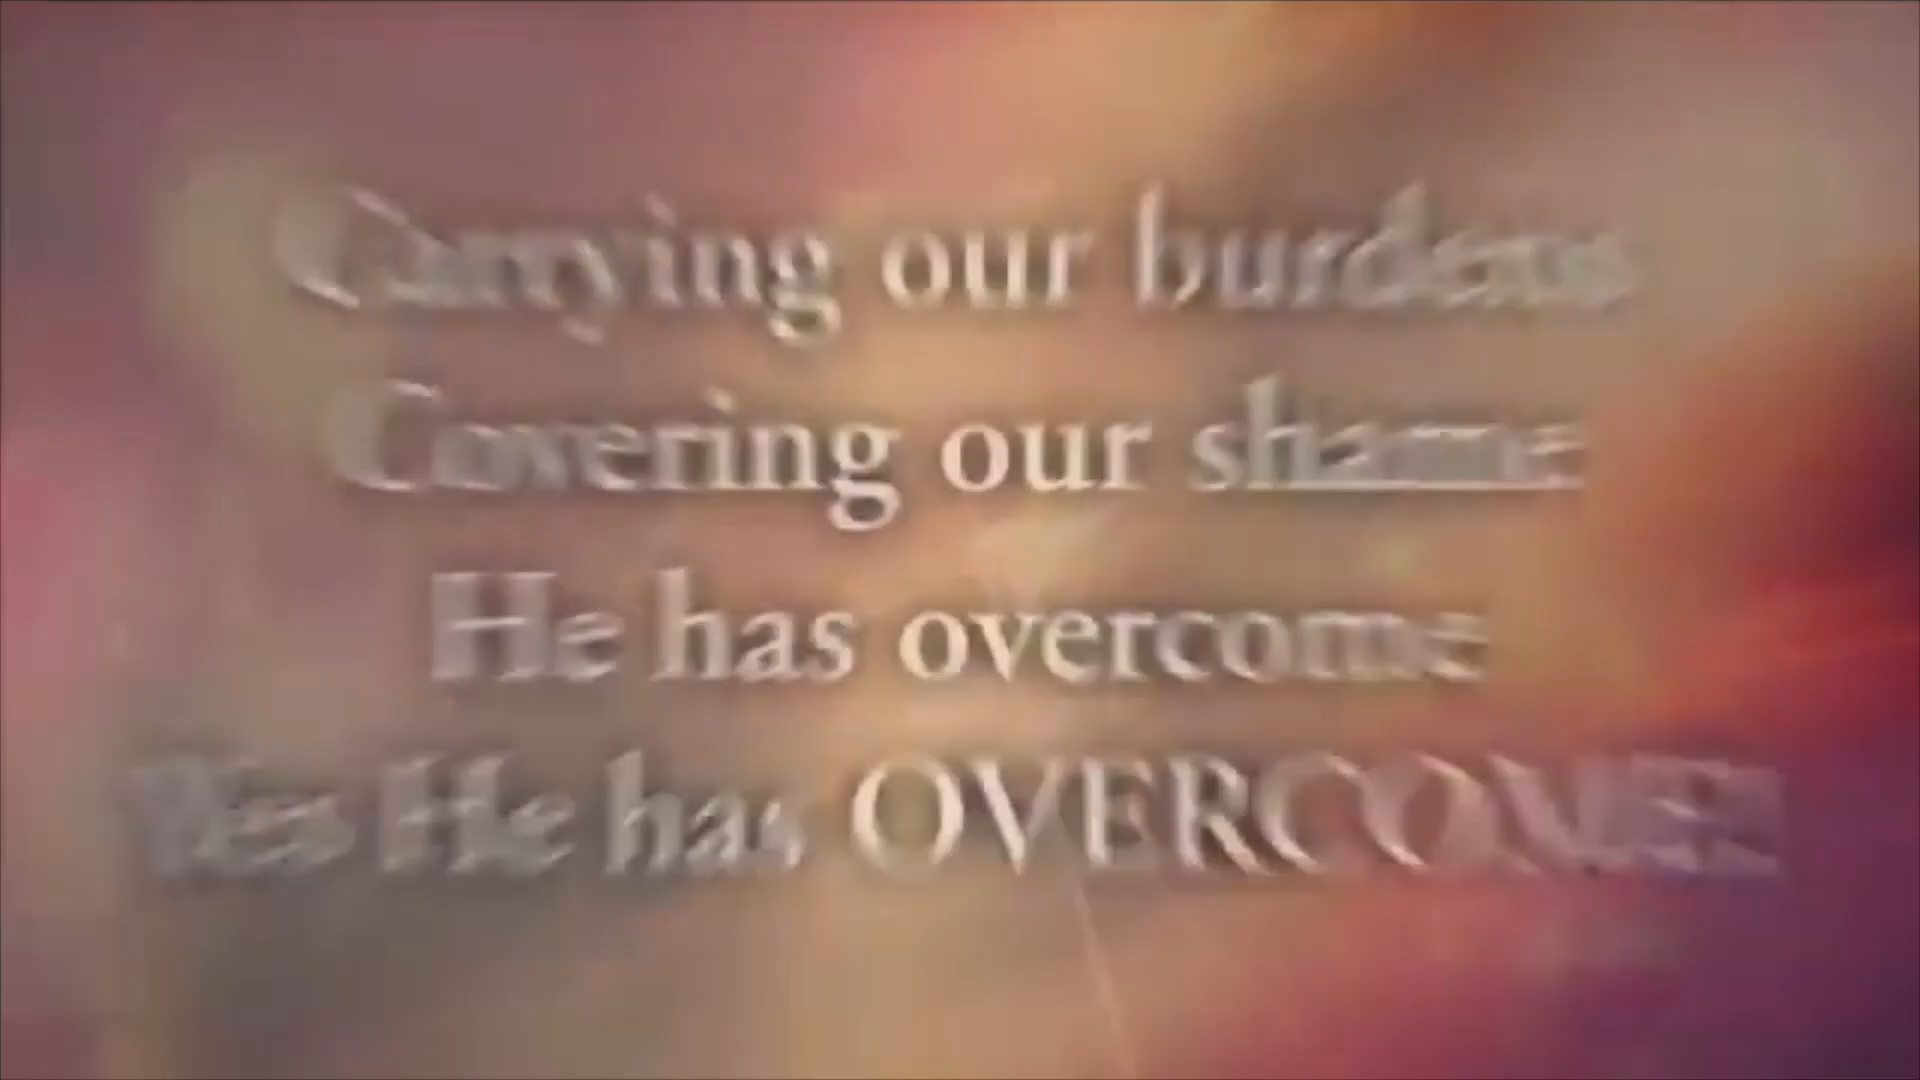 Carrying our burdens
Covering our shame
He has overcome
Yes He has OVERCOME!